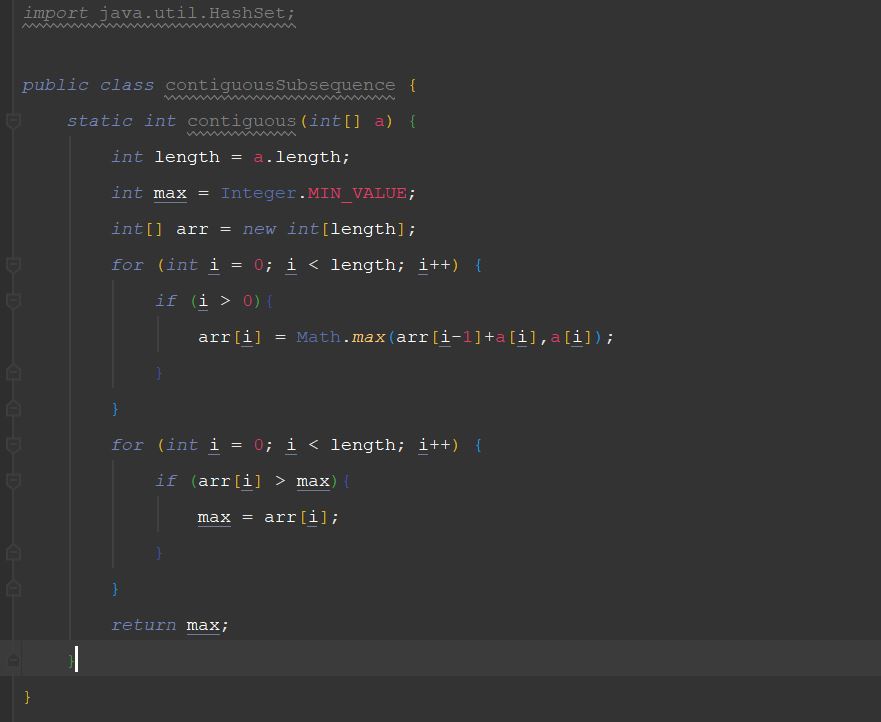 import java.util.HashSet;
public class contiguousSubsequence {
static int contiguous(int[] a) {
int length = a.length;
int max = Integer.MIN_VALUE;
int[] arr = new int[length];
for (int i = 0; i < length; i++) {
if (i > 0){
arr[i] = Math.max(arr[i-1]+a[i],a[i]);
}
}
for (int i = 0; i < length; i++) {
if (arr[i] > max){
max = arr[i];
}
}
return max;
}
}